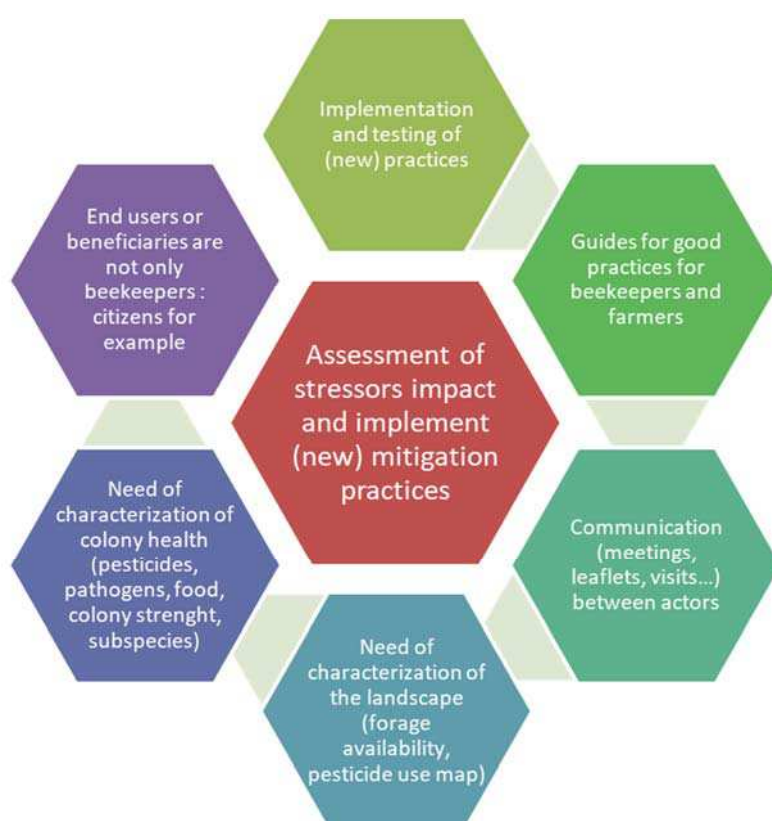 Implementation
and testing of
(new) practices
Guides for good
practices for
beekeepers and
farmers
Communication
(meetings,
leaflets, visits...)
between actors
Need of
characterization of
the landscape
(forage
availability,
pesticide use map)
Need of
characterization of
colony health
(pesticides,
pathogens, food,
colony strenght,
subspecies)
End users or
beneficiaries are
not only
beekeepers :
citizens for
example
Assessment of
stressors impact
and implement
(new) mitigation
practices